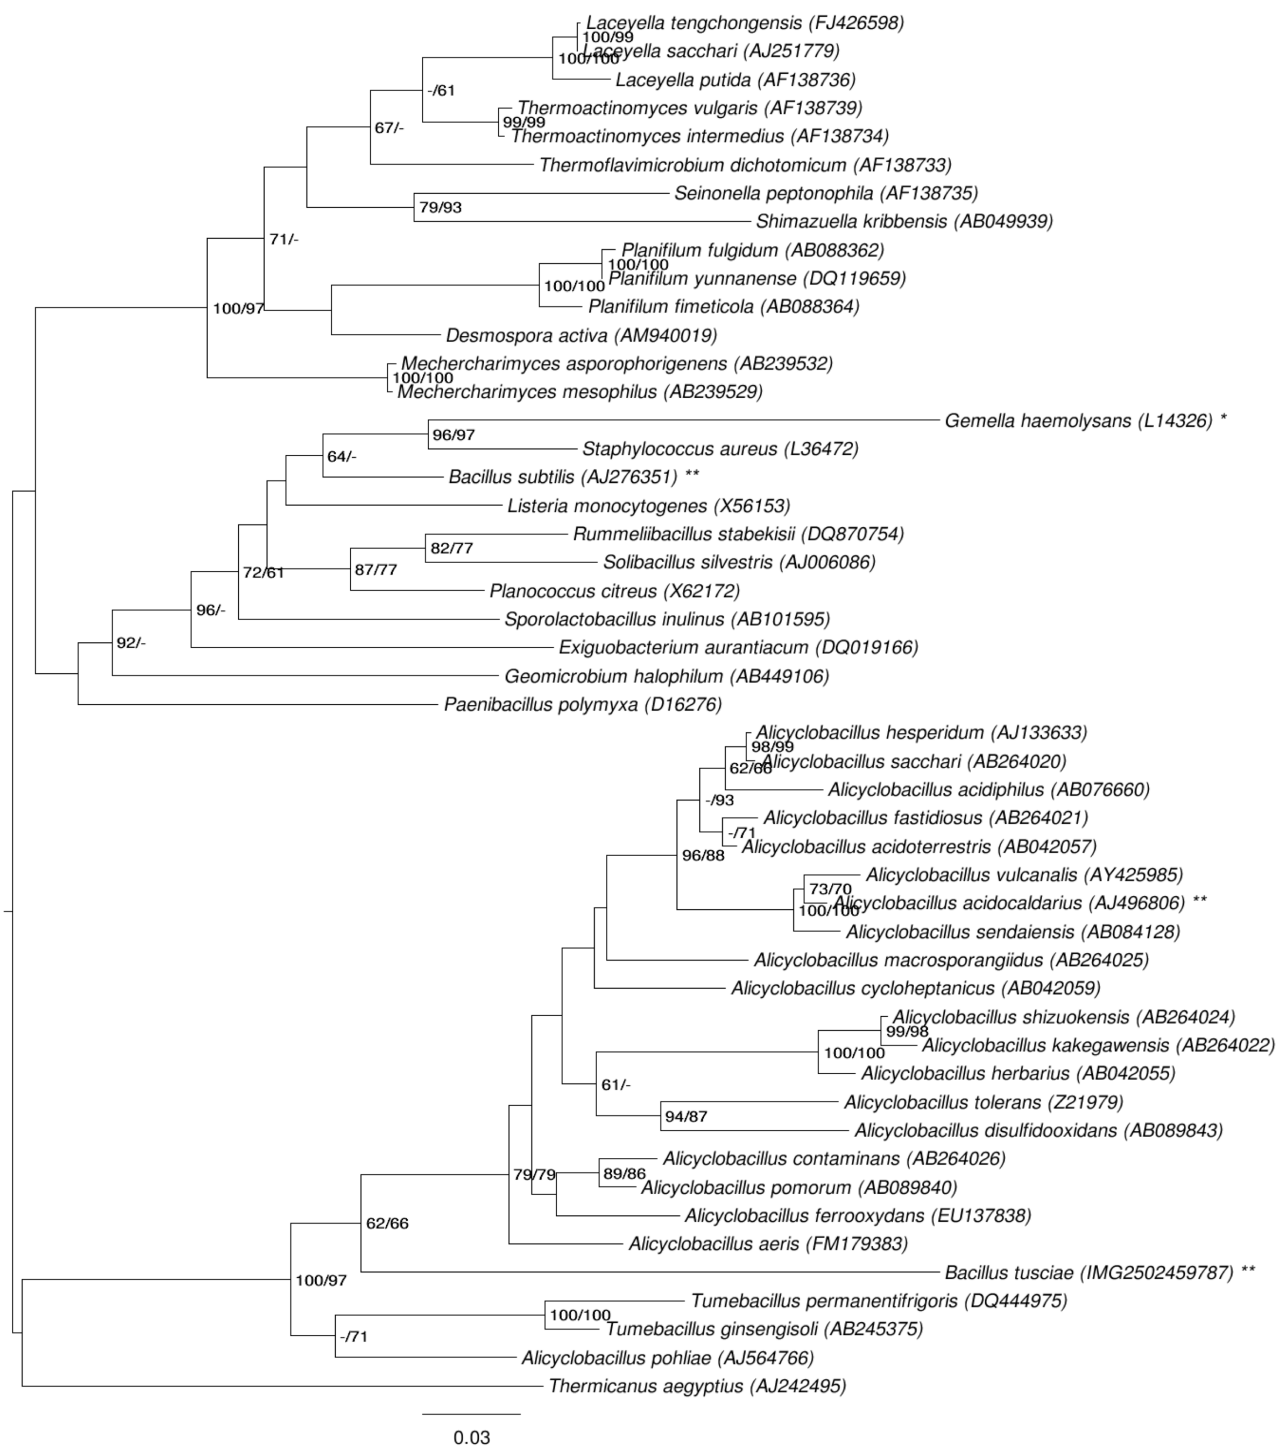 Laceyella tengchongensis (FJ426598)
100/99
Laceyella sacchari (AJ251779)
100/100
Laceyella putida (AF138736)
-/61
Thermoactinomyces vulgaris (AF138739)
99/99
67/-
Thermoactinomyces intermedius (AF138734)
Thermoflavimicrobium dichotomicum (AF138733)
Seinonella peptonophila (AF138735)
79/93
Shimazuella kribbensis (AB049939)
71/-
Planifilum fulgidum (AB088362)
100/100
Planifilum yunnanense (DQ119659)
100/100
Planifilum fimeticola (AB088364)
100/97
Desmospora activa (AM940019)
Mechercharimyces asporophorigenens (AB239532)
100/100
Mechercharimyces mesophilus (AB239529)
Gemella haemolysans (L14326) *
96/97
Staphylococcus aureus (L36472)
64/-
Bacillus subtilis (AJ276351) **
Listeria monocytogenes (X56153)
Rummeliibacillus stabekisii (DQ870754)
82/77
Solibacillus silvestris (AJ006086)
72/61
87/77
Planococcus citreus (X62172)
96/-
Sporolactobacillus inulinus (AB101595)
92/-
Exiguobacterium aurantiacum (DQ019166)
Geomicrobium halophilum (AB449106)
Paenibacillus polymyxa (D16276)
Alicyclobacillus hesperidum (AJ133633)
98/99
Alicyclobacillus sacchari (AB264020)
62/66
Alicyclobacillus acidiphilus (AB076660)
-/93
Alicyclobacillus fastidiosus (AB264021)
-/71
Alicyclobacillus acidoterrestris (AB042057)
96/88
Alicyclobacillus vulcanalis (AY425985)
73/70
Alicyclobacillus acidocaldarius (AJ496806) **
100/100
Alicyclobacillus sendaiensis (AB084128)
Alicyclobacillus macrosporangiidus (AB264025)
Alicyclobacillus cycloheptanicus (AB042059)
Alicyclobacillus shizuokensis (AB264024)
99/98
Alicyclobacillus kakegawensis (AB264022)
100/100
Alicyclobacillus herbarius (AB042055)
61/-
Alicyclobacillus tolerans (Z21979)
94/87
Alicyclobacillus disulfidooxidans (AB089843)
Alicyclobacillus contaminans (AB264026)
79/79
89/86
Alicyclobacillus pomorum (AB089840)
Alicyclobacillus ferrooxydans (EU137838)
62/66
Alicyclobacillus aeris (FM179383)
Bacillus tusciae (IMG2502459787) **
100/97
Tumebacillus permanentifrigoris (DQ444975)
100/100
Tumebacillus ginsengisoli (AB245375)
-/71
Alicyclobacillus pohliae (AJ564766)
Thermicanus aegyptius (AJ242495)
0.03